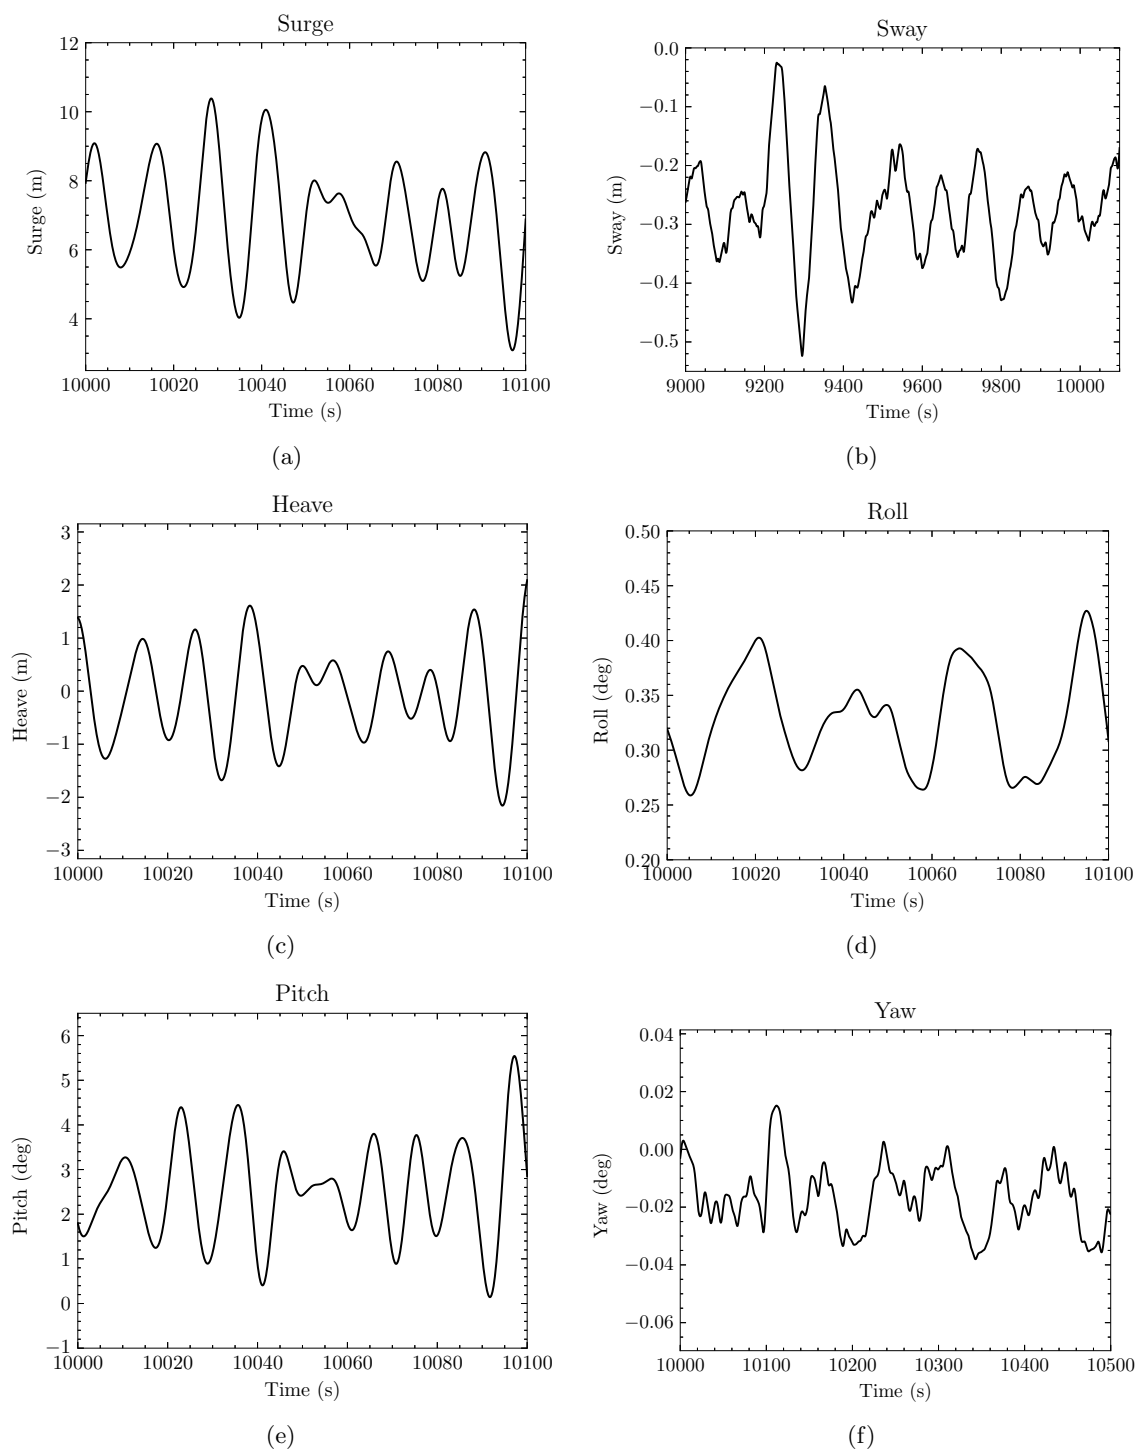 Surge
12
10
8
6
4
Surge (m)
10000 10020 10040 10060 10080 10100
Time (s)
(a)
Sway
0.0
−0.1
−0.2
−0.3
−0.4
−0.5
Sway (m)
9000 9200 9400 9600 9800 10000
Time (s)
(b)
Heave
3
2
1
0
−1
−2
−3
Heave (m)
10000 10020 10040 10060 10080 10100
Time (s)
(c)
Roll
0.50
0.45
0.40
0.35
0.30
0.25
0.20
Roll (deg)
10000 10020 10040 10060 10080 10100
Time (s)
(d)
Pitch
6
5
4
3
2
1
0
−1
Pitch (deg)
10000 10020 10040 10060 10080 10100
Time (s)
(e)
Yaw
0.04
0.02
0.00
−0.02
−0.04
−0.06
Yaw (deg)
10000 10100 10200 10300 10400 10500
Time (s)
(f)